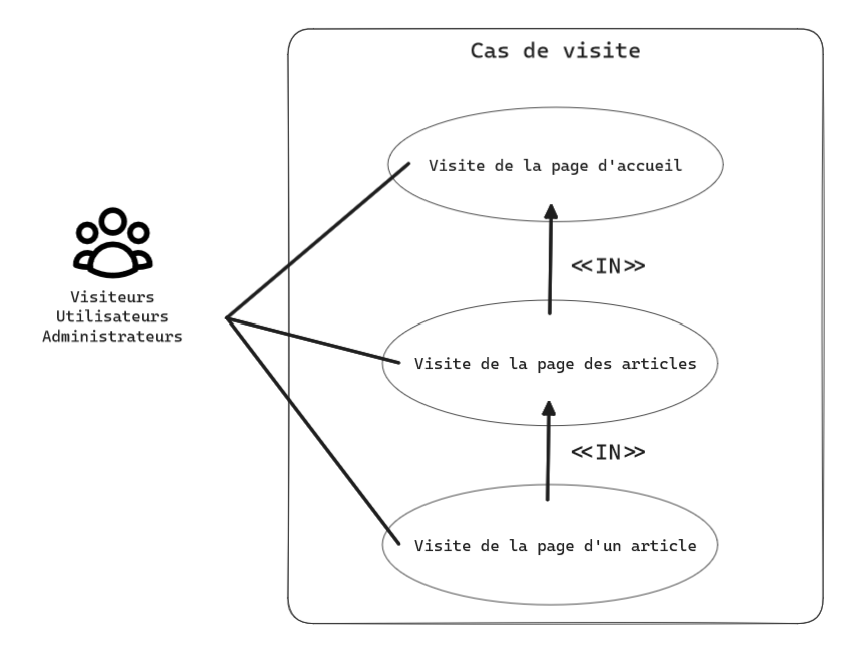 Cas de visite
Visite de la page d'accueil
<<IN>>
Visiteurs
Utilisateurs
Administrateurs
Visite de la page des articles
<<IN>>
Visite de la page d'un article